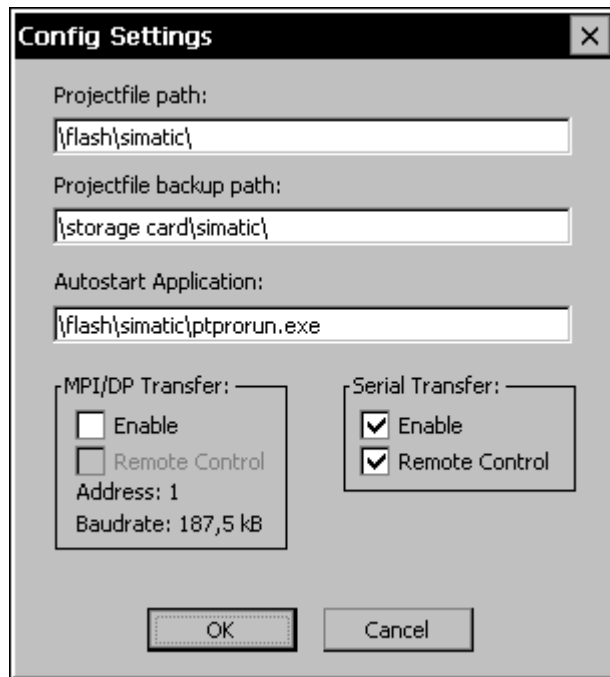 Config Settings
Projectfile path:
\flash\simatic\
Projectfile backup path:
\storage card\simatic\
Autostart Application:
\flash\simatic\ptprorun.exe
MPI/DP Transfer:
Enable
Remote Control
Address: 1
Baudrate: 187,5 kB
Serial Transfer:
Enable
Remote Control
OK
Cancel